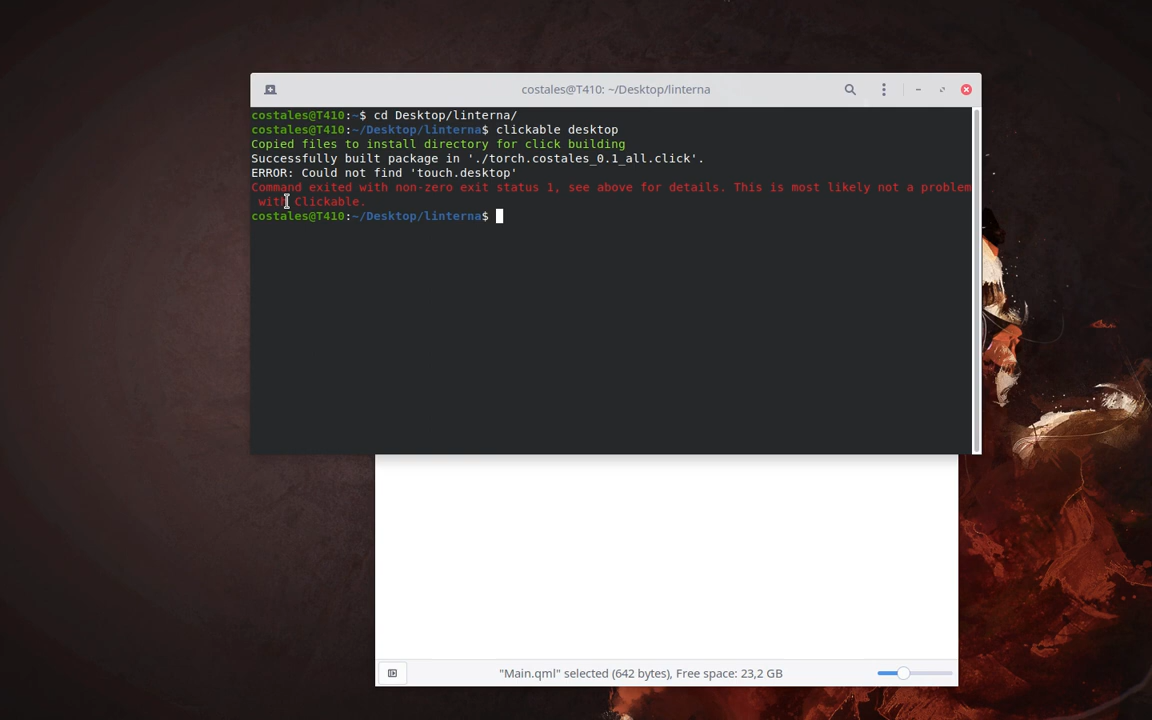 costales@T410: ~/Desktop/linterna
costales@T410:~$ cd Desktop/linterna/
costales@T410:~/Desktop/linterna$ clickable desktop
Copied files to install directory for click building
Successfully built package in './torch.costales_0.1_all.click'.
ERROR: Could not find 'touch.desktop'
Command exited with non-zero exit status 1, see above for details. This is most likely not a problem
with Clickable.
costales@T410:~/Desktop/linterna$
"Main.qml" selected (642 bytes), Free space: 23,2 GB